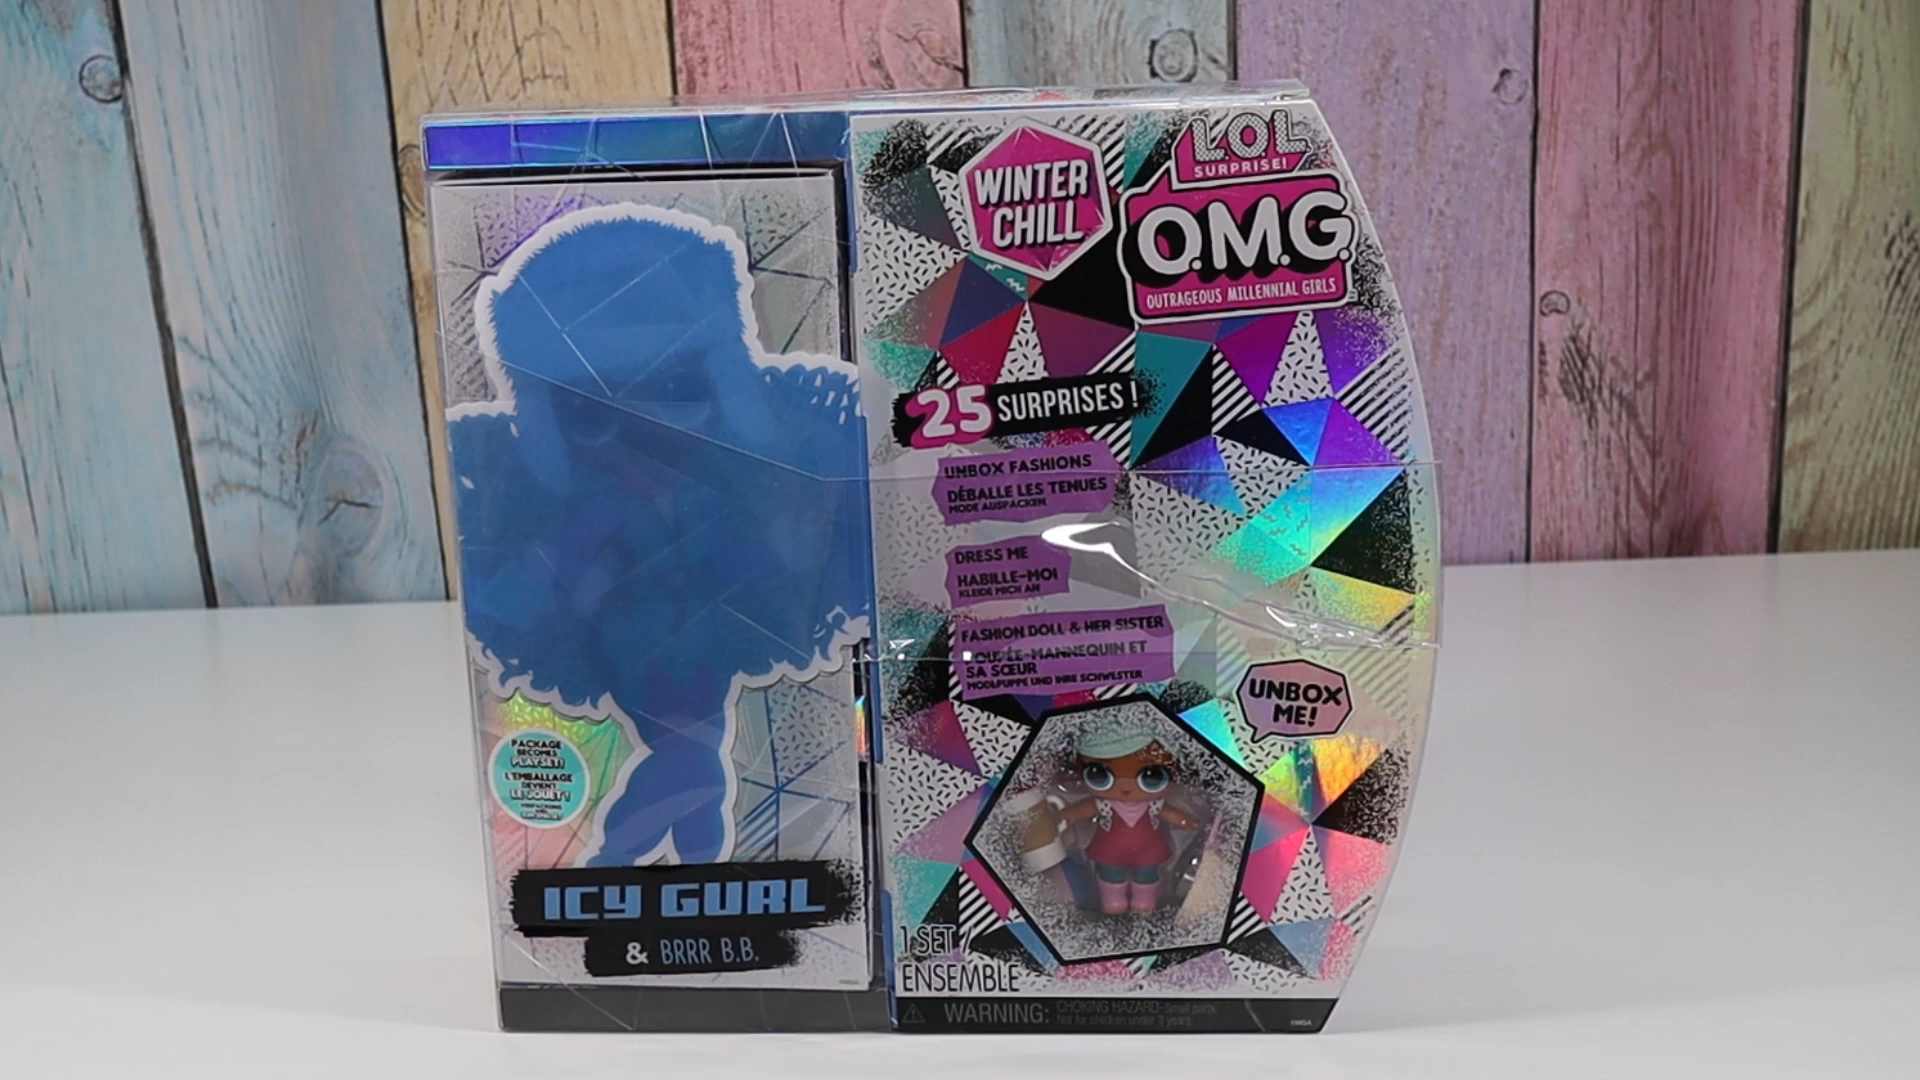 WINTER
CHILL
L.O.L
SURPRISE!
O.M.G.
OUTRAGEOUS MILLENNIAL GIRLS
25 SURPRISES!
UNBOX FASHIONS
DÉBALLE LES TENUES
MODE AUSPACKEN
DRESS ME
HABILLE-MOI
KLEIDE MICH AN
FASHION DOLL & HER SISTER
POUPÉE-MANNEQUIN ET
SA SŒUR
MODEPUPPE UND IHRE SCHWESTER
UNBOX
ME!
PACKAGE
BECOMES
PLAYSET!
L'EMBALLAGE
DEVIENT
LE JOUET!
ICY GURL
& BRRR B.B.
1 SET /
ENSEMBLE
WARNING: CHOKING HAZARD-Small parts.
Not for children under 3 years.